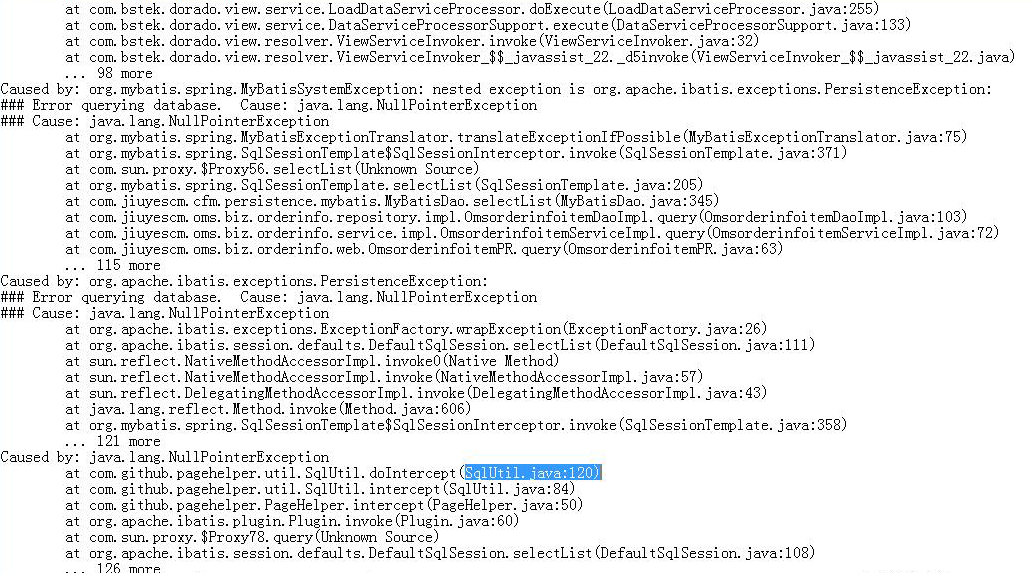 at com.bstek.dorado.view.service.LoadDataServiceProcessor.doExecute(LoadDataServiceProcessor.java:255)
at com.bstek.dorado.view.service.DataServiceProcessorSupport.execute(DataServiceProcessorSupport.java:133)
at com.bstek.dorado.view.resolver.ViewServiceInvoker.invoke(ViewServiceInvoker.java:32)
at com.bstek.dorado.view.resolver.ViewServiceInvoker_$$_javassist_22._d5invoke(ViewServiceInvoker_$$_javassist_22.java)
... 98 more
Caused by: org.mybatis.spring.MyBatisSystemException: nested exception is org.apache.ibatis.exceptions.PersistenceException:
### Error querying database.  Cause: java.lang.NullPointerException
### Cause: java.lang.NullPointerException
at org.mybatis.spring.MyBatisExceptionTranslator.translateExceptionIfPossible(MyBatisExceptionTranslator.java:75)
at org.mybatis.spring.SqlSessionTemplate$SqlSessionInterceptor.invoke(SqlSessionTemplate.java:371)
at com.sun.proxy.$Proxy56.selectList(Unknown Source)
at org.mybatis.spring.SqlSessionTemplate.selectList(SqlSessionTemplate.java:205)
at com.jiuyescm.cfm.persistence.mybatis.MyBatisDao.selectList(MyBatisDao.java:345)
at com.jiuyescm.oms.biz.orderinfo.repository.impl.OmsorderinfoitemDaoImpl.query(OmsorderinfoitemDaoImpl.java:103)
at com.jiuyescm.oms.biz.orderinfo.service.impl.OmsorderinfoitemServiceImpl.query(OmsorderinfoitemServiceImpl.java:72)
at com.jiuyescm.oms.biz.orderinfo.web.OmsorderinfoitemPR.query(OmsorderinfoitemPR.java:63)
... 115 more
Caused by: org.apache.ibatis.exceptions.PersistenceException:
### Error querying database.  Cause: java.lang.NullPointerException
### Cause: java.lang.NullPointerException
at org.apache.ibatis.exceptions.ExceptionFactory.wrapException(ExceptionFactory.java:26)
at org.apache.ibatis.session.defaults.DefaultSqlSession.selectList(DefaultSqlSession.java:111)
at sun.reflect.NativeMethodAccessorImpl.invoke0(Native Method)
at sun.reflect.NativeMethodAccessorImpl.invoke(NativeMethodAccessorImpl.java:57)
at sun.reflect.DelegatingMethodAccessorImpl.invoke(DelegatingMethodAccessorImpl.java:43)
at java.lang.reflect.Method.invoke(Method.java:606)
at org.mybatis.spring.SqlSessionTemplate$SqlSessionInterceptor.invoke(SqlSessionTemplate.java:358)
... 121 more
Caused by: java.lang.NullPointerException
at com.github.pagehelper.util.SqlUtil.doIntercept(SqlUtil.java:120)
at com.github.pagehelper.util.SqlUtil.intercept(SqlUtil.java:84)
at com.github.pagehelper.PageHelper.intercept(PageHelper.java:50)
at org.apache.ibatis.plugin.Plugin.invoke(Plugin.java:60)
at com.sun.proxy.$Proxy78.query(Unknown Source)
at org.apache.ibatis.session.defaults.DefaultSqlSession.selectList(DefaultSqlSession.java:108)
... 126 more